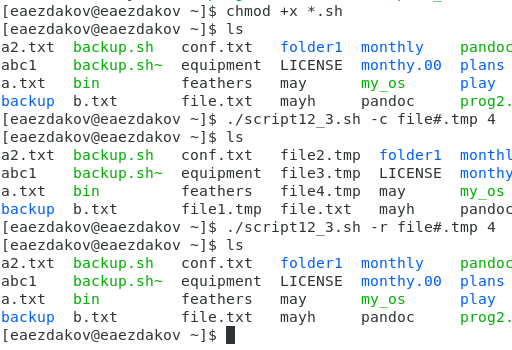 [eaezdakov@eaezdakov ~]$ chmod +x *.sh
[eaezdakov@eaezdakov ~]$ ls
a2.txt backup.sh conf.txt folder1 monthly pandoc
abc1 backup.sh~ equipment LICENSE monthy.00 plans
a.txt bin feathers may my_os play
backup b.txt file.txt mayh pandoc prog2.
[eaezdakov@eaezdakov ~]$ ./script12_3.sh -c file#.tmp 4
[eaezdakov@eaezdakov ~]$ ls
a2.txt backup.sh conf.txt file2.tmp folder1 monthl
abc1 backup.sh~ equipment file3.tmp LICENSE monthy
a.txt bin feathers file4.tmp may my_os
backup b.txt file1.tmp file.txt mayh pandoc
[eaezdakov@eaezdakov ~]$ ./script12_3.sh -r file#.tmp 4
[eaezdakov@eaezdakov ~]$ ls
a2.txt backup.sh conf.txt folder1 monthly pandoc
abc1 backup.sh~ equipment LICENSE monthy.00 plans
a.txt bin feathers may my_os play
backup b.txt file.txt mayh pandoc prog2.
[eaezdakov@eaezdakov ~]$